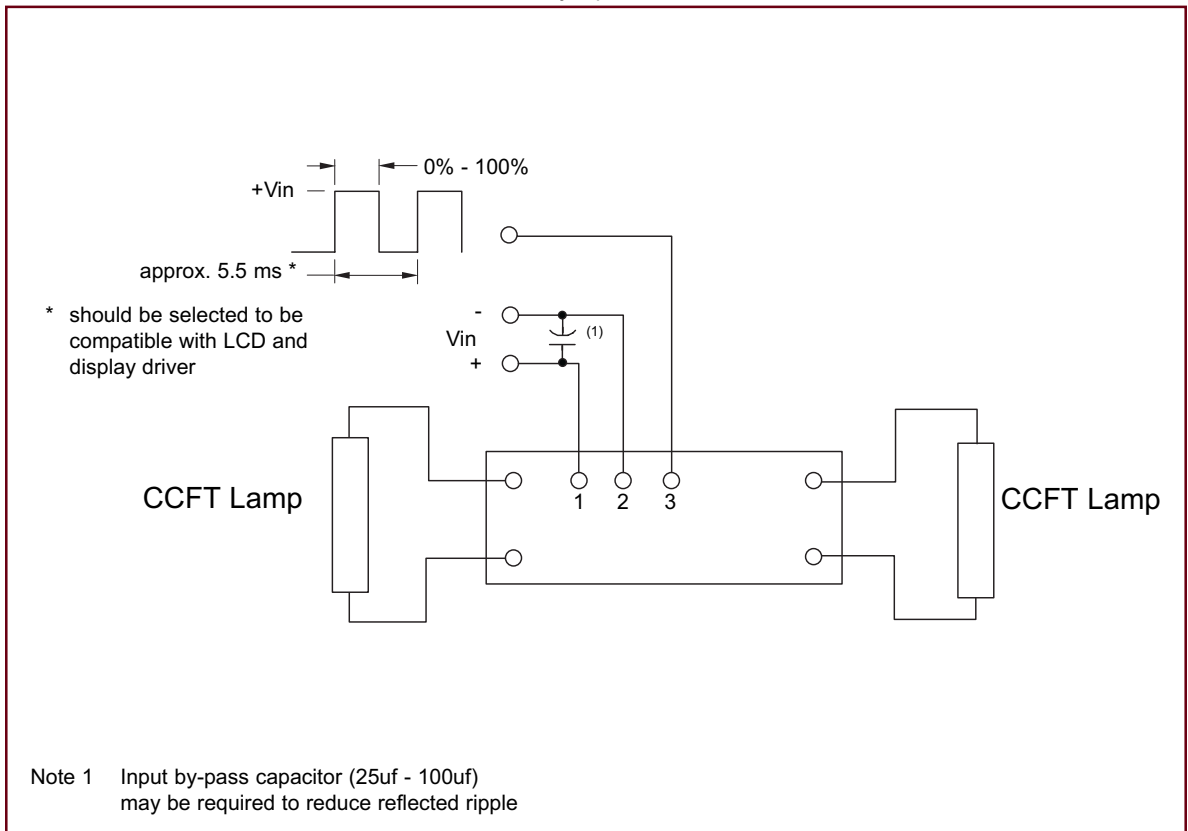 0% - 100%
+Vin
approx. 5.5 ms *
* should be selected to be
compatible with LCD and
display driver
-
Vin
(1)
+
CCFT Lamp
1 2 3
CCFT Lamp
Note 1 Input by-pass capacitor (25uf - 100uf)
may be required to reduce reflected ripple